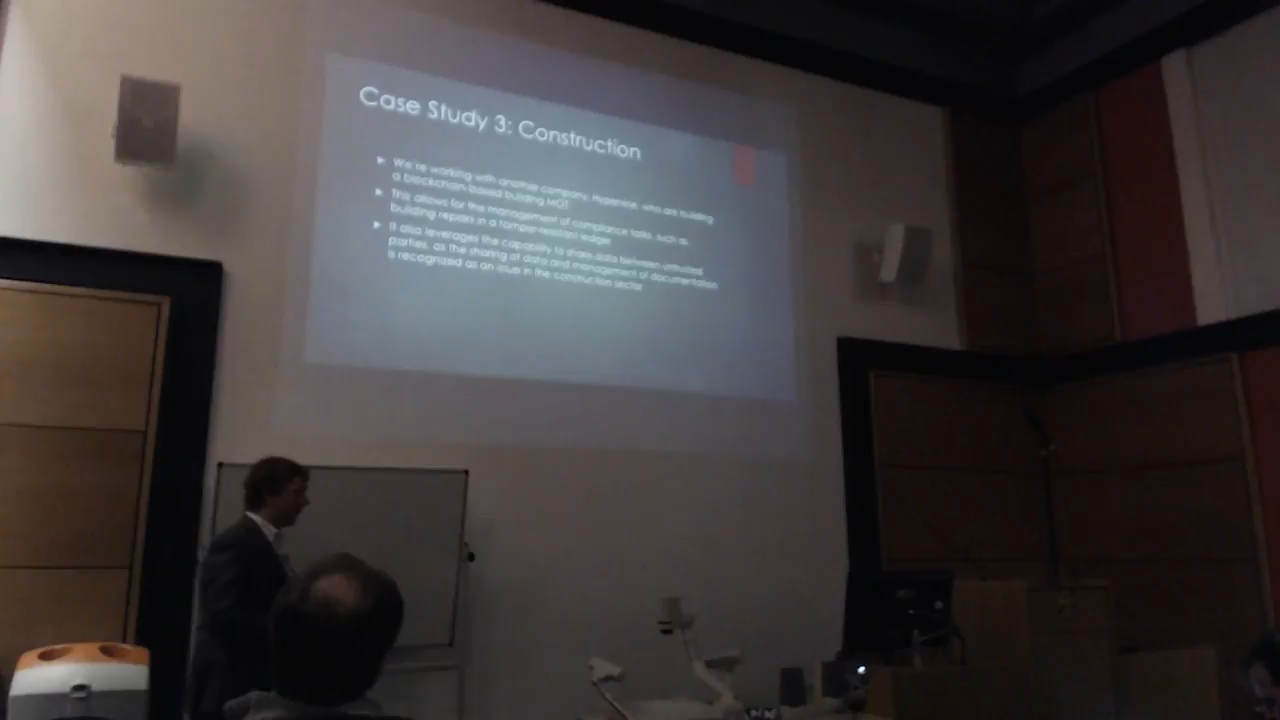 Case Study 3: Construction
We're working with another company, Hypervine, who are building
a blockchain-based building MOT
This allows for the management of compliance tasks, such as
building repairs in a tamper-resistant ledger
It also leverages the capability to share data between untrusted
parties, as the sharing of data and management of documentation
is recognized as an issue in the construction sector